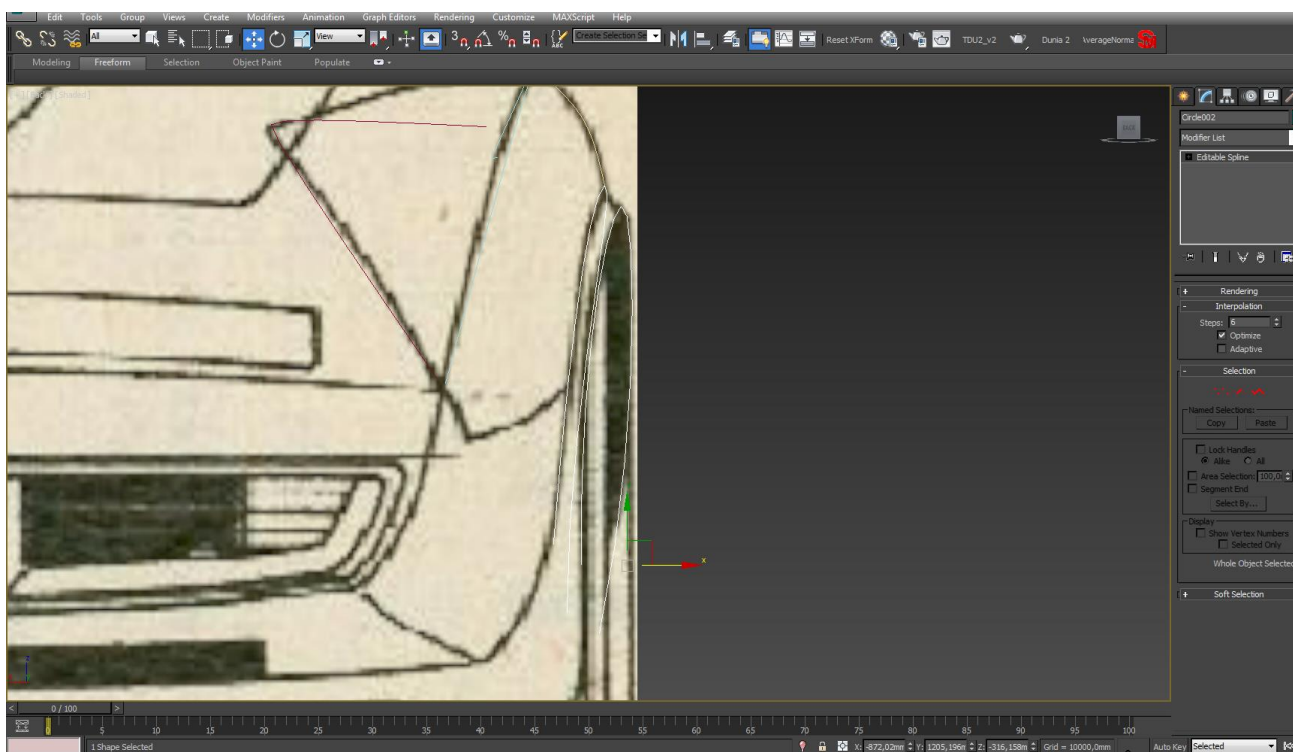 Edit Tools Group Views Create Modifiers Animation Graph Editors Rendering Customize MAXScript Help
All View Create Selection Se Reset XForm TDU2_v2 Dunia 2 \verageNorma
Modeling Freeform Selection Object Paint Populate
Circle002
Modifier List
Editable Spline
BACK
+ Rendering
- Interpolation
Steps: 6
Optimize
Adaptive
- Selection
Named Selections:
Copy Paste
Lock Handles
Alike All
Area Selection: 100,0
Segment End
Select By...
Display
Show Vertex Numbers
Selected Only
Whole Object Selected
+ Soft Selection
x
z
< 0 / 100 >
0 5 10 15 20 25 30 35 40 45 50 55 60 65 70 75 80 85 90 95 100
1 Shape Selected X: -872,02mm Y: 1205,196m Z: -316,158m Grid = 10000,0mm Auto Key Selected